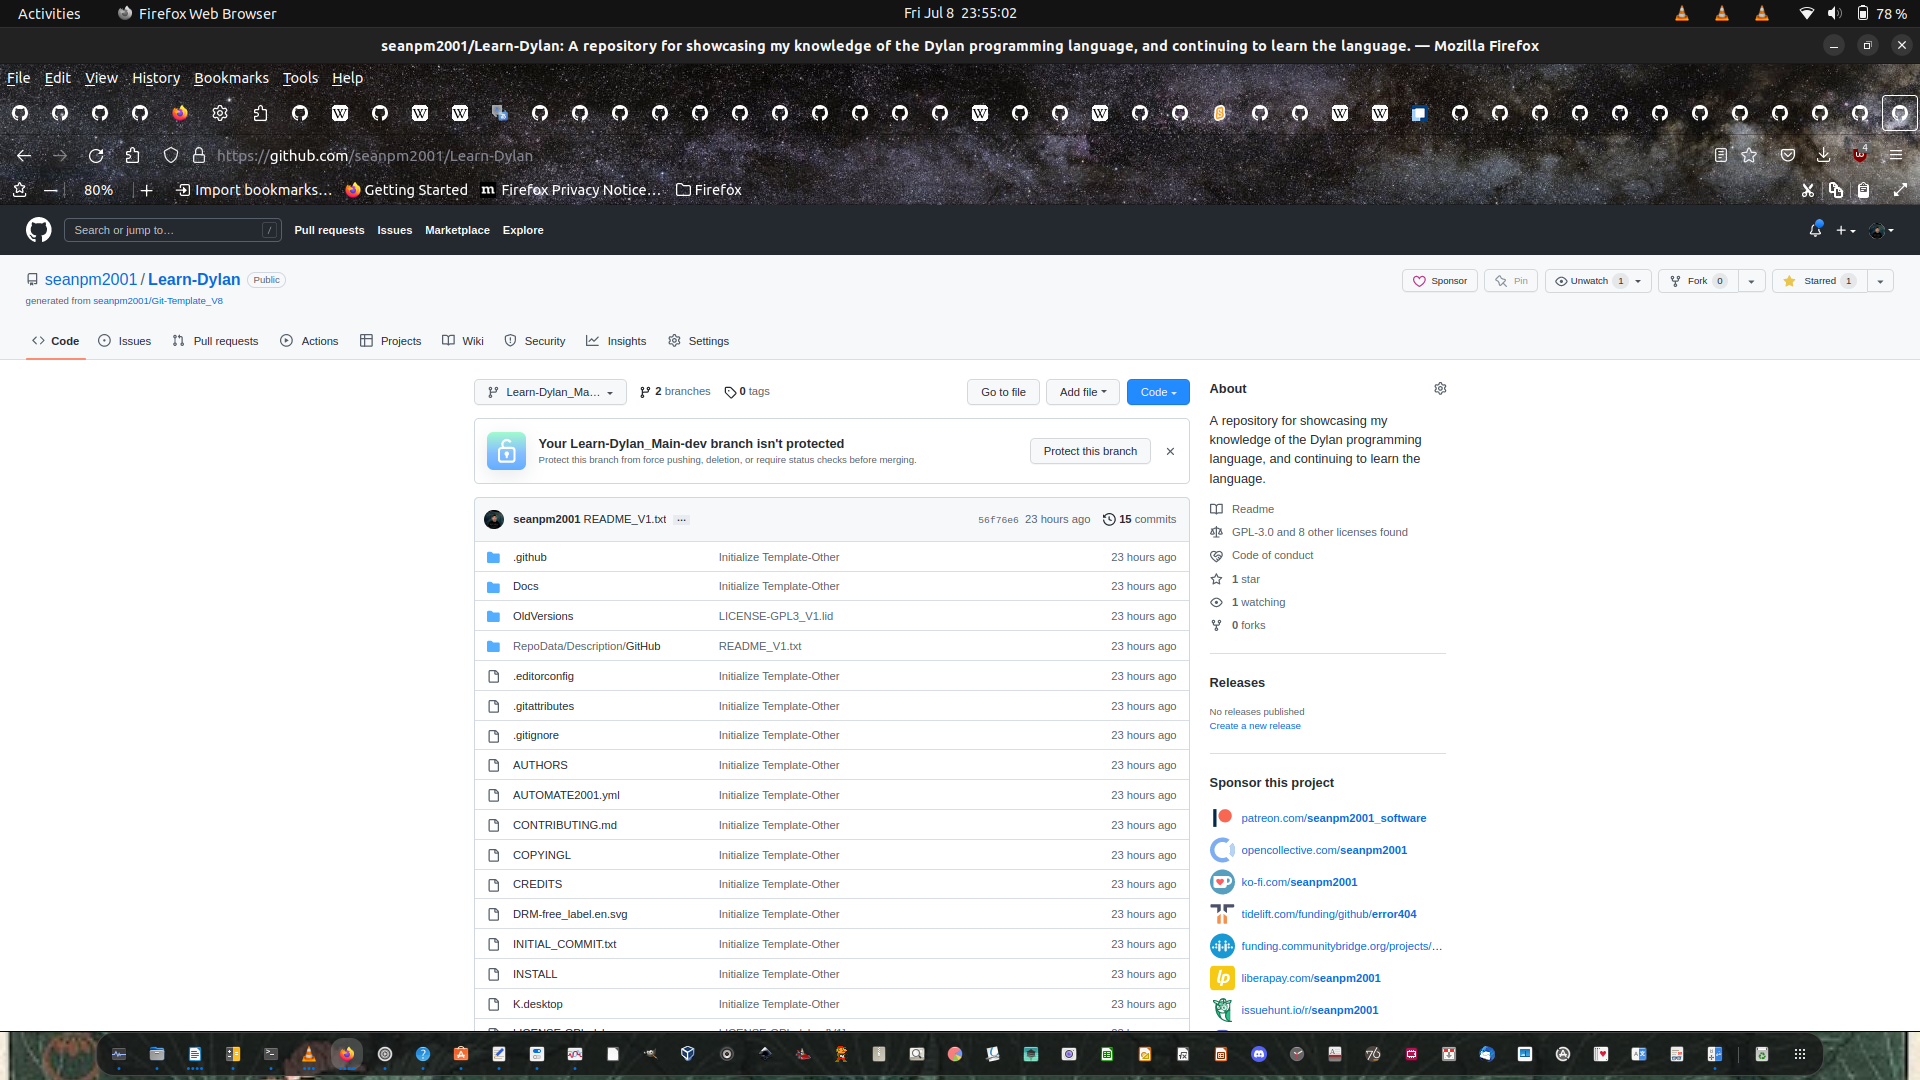 Activities
Firefox Web Browser
Fri Jul 8 23:55:02
78 %
seanpm2001/Learn-Dylan: A repository for showcasing my knowledge of the Dylan programming language, and continuing to learn the language. — Mozilla Firefox
File Edit View History Bookmarks Tools Help
https://github.com/seanpm2001/Learn-Dylan
4
80%
Import bookmarks…
Getting Started
Firefox Privacy Notice…
Firefox
Search or jump to…
/
Pull requests
Issues
Marketplace
Explore
seanpm2001 / Learn-Dylan
Public
Sponsor
Pin
Unwatch 1
Fork 0
Starred 1
generated from seanpm2001/Git-Template_V8
Code
Issues
Pull requests
Actions
Projects
Wiki
Security
Insights
Settings
Learn-Dylan_Ma…
2 branches
0 tags
Go to file
Add file
Code
Your Learn-Dylan_Main-dev branch isn't protected
Protect this branch from force pushing, deletion, or require status checks before merging.
Protect this branch
seanpm2001 README_V1.txt … 56f76e6 23 hours ago 15 commits
.github Initialize Template-Other 23 hours ago
Docs Initialize Template-Other 23 hours ago
OldVersions LICENSE-GPL3_V1.lid 23 hours ago
RepoData/Description/GitHub README_V1.txt 23 hours ago
.editorconfig Initialize Template-Other 23 hours ago
.gitattributes Initialize Template-Other 23 hours ago
.gitignore Initialize Template-Other 23 hours ago
AUTHORS Initialize Template-Other 23 hours ago
AUTOMATE2001.yml Initialize Template-Other 23 hours ago
CONTRIBUTING.md Initialize Template-Other 23 hours ago
COPYINGL Initialize Template-Other 23 hours ago
CREDITS Initialize Template-Other 23 hours ago
DRM-free_label.en.svg Initialize Template-Other 23 hours ago
INITIAL_COMMIT.txt Initialize Template-Other 23 hours ago
INSTALL Initialize Template-Other 23 hours ago
K.desktop Initialize Template-Other 23 hours ago
About
A repository for showcasing my
knowledge of the Dylan programming
language, and continuing to learn the
language.
Readme
GPL-3.0 and 8 other licenses found
Code of conduct
1 star
1 watching
0 forks
Releases
No releases published
Create a new release
Sponsor this project
patreon.com/seanpm2001_software
opencollective.com/seanpm2001
ko-fi.com/seanpm2001
tidelift.com/funding/github/error404
funding.communitybridge.org/projects/…
liberapay.com/seanpm2001
issuehunt.io/r/seanpm2001